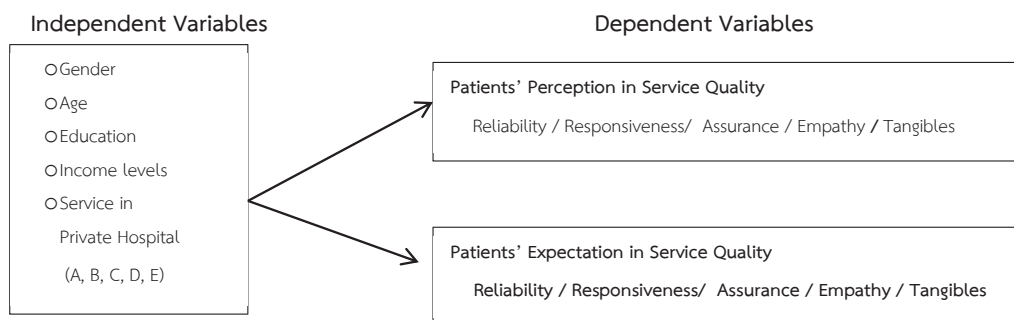 Independent Variables
○Gender
○Age
○Education
○Income levels
○Service in
Private Hospital
(A, B, C, D, E)
Dependent Variables
Patients’ Perception in Service Quality
Reliability / Responsiveness/ Assurance / Empathy / Tangibles
Patients’ Expectation in Service Quality
Reliability / Responsiveness/ Assurance / Empathy / Tangibles